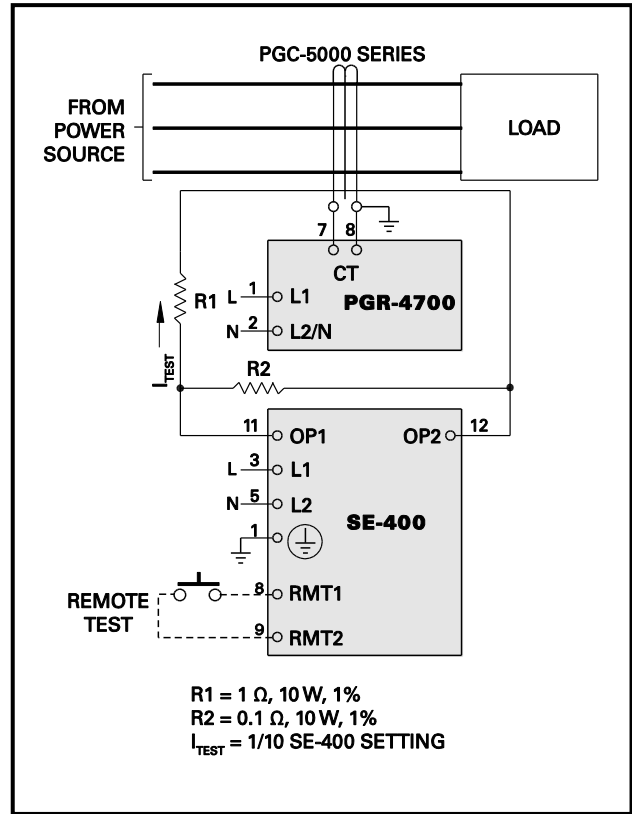 PGC-5000 SERIES
FROM
POWER
SOURCE
LOAD
7 8
CT
R1
L 1 L1
PGR-4700
N 2 L2/N
I_TEST
R2
11 OP1
OP2 12
L 3 L1
N 5 L2
SE-400
1
REMOTE
TEST
8 RMT1
9 RMT2
R1 = 1 Ω, 10 W, 1%
R2 = 0.1 Ω, 10 W, 1%
I_TEST = 1/10 SE-400 SETTING